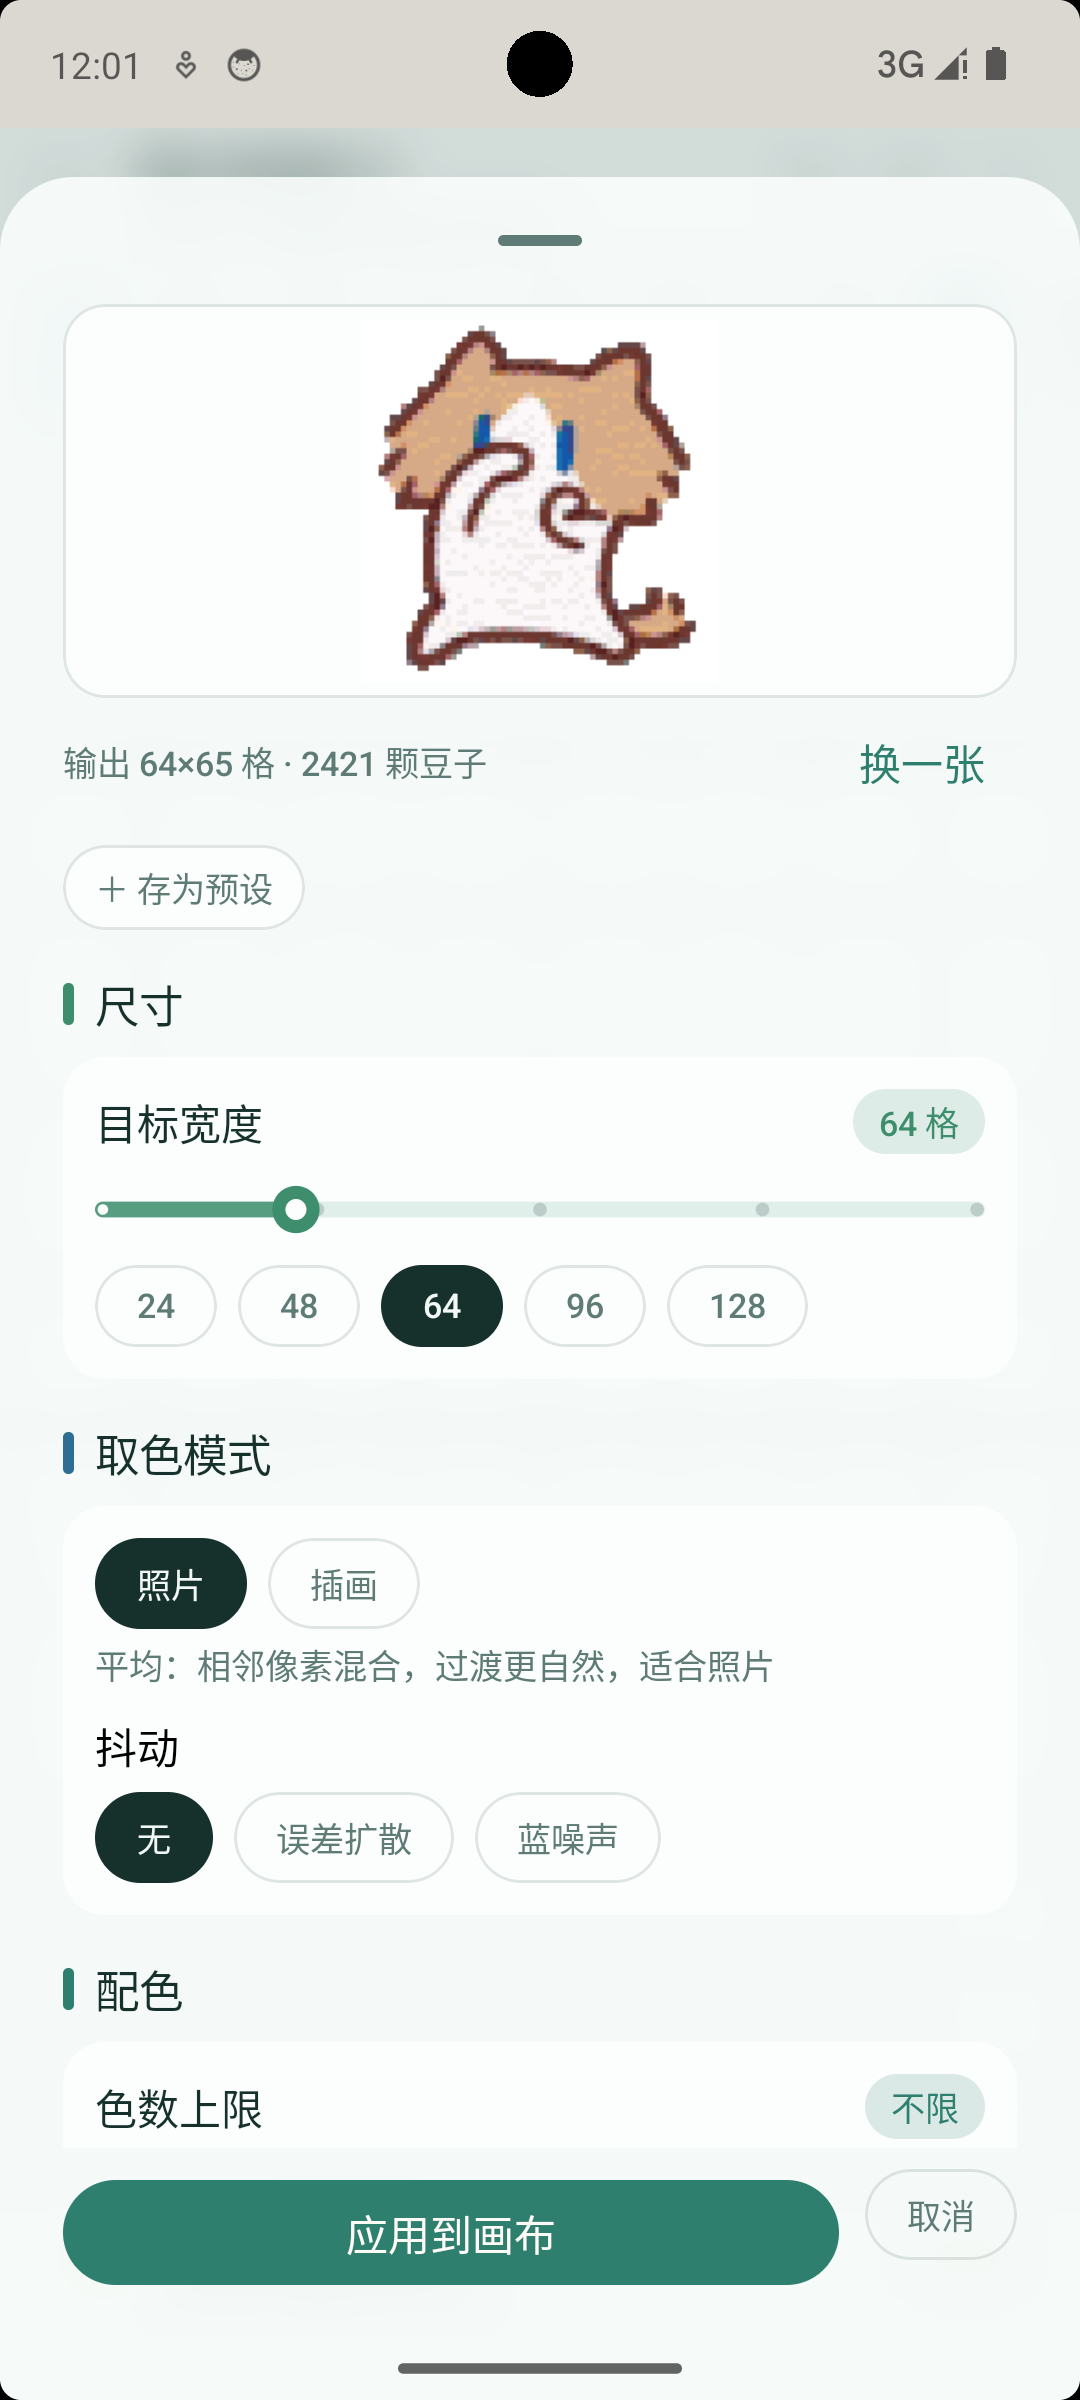 12:01
3G
输出 64×65 格 · 2421 颗豆子
换一张
＋ 存为预设
尺寸
目标宽度
64 格
24 48 64 96 128
取色模式
照片 插画
平均：相邻像素混合，过渡更自然，适合照片
抖动
无 误差扩散 蓝噪声
配色
色数上限
不限
应用到画布
取消